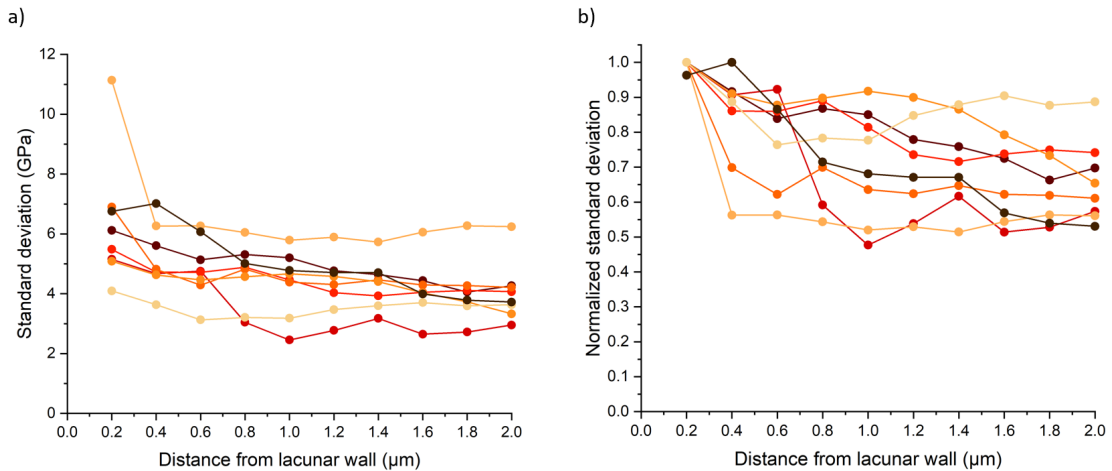 a)
12
10
8
6
4
2
0
Standard deviation (GPa)
0.0 0.2 0.4 0.6 0.8 1.0 1.2 1.4 1.6 1.8 2.0
Distance from lacunar wall (µm)
b)
1.0
0.9
0.8
0.7
0.6
0.5
0.4
0.3
0.2
0.1
0.0
Normalized standard deviation
0.0 0.2 0.4 0.6 0.8 1.0 1.2 1.4 1.6 1.8 2.0
Distance from lacunar wall (µm)